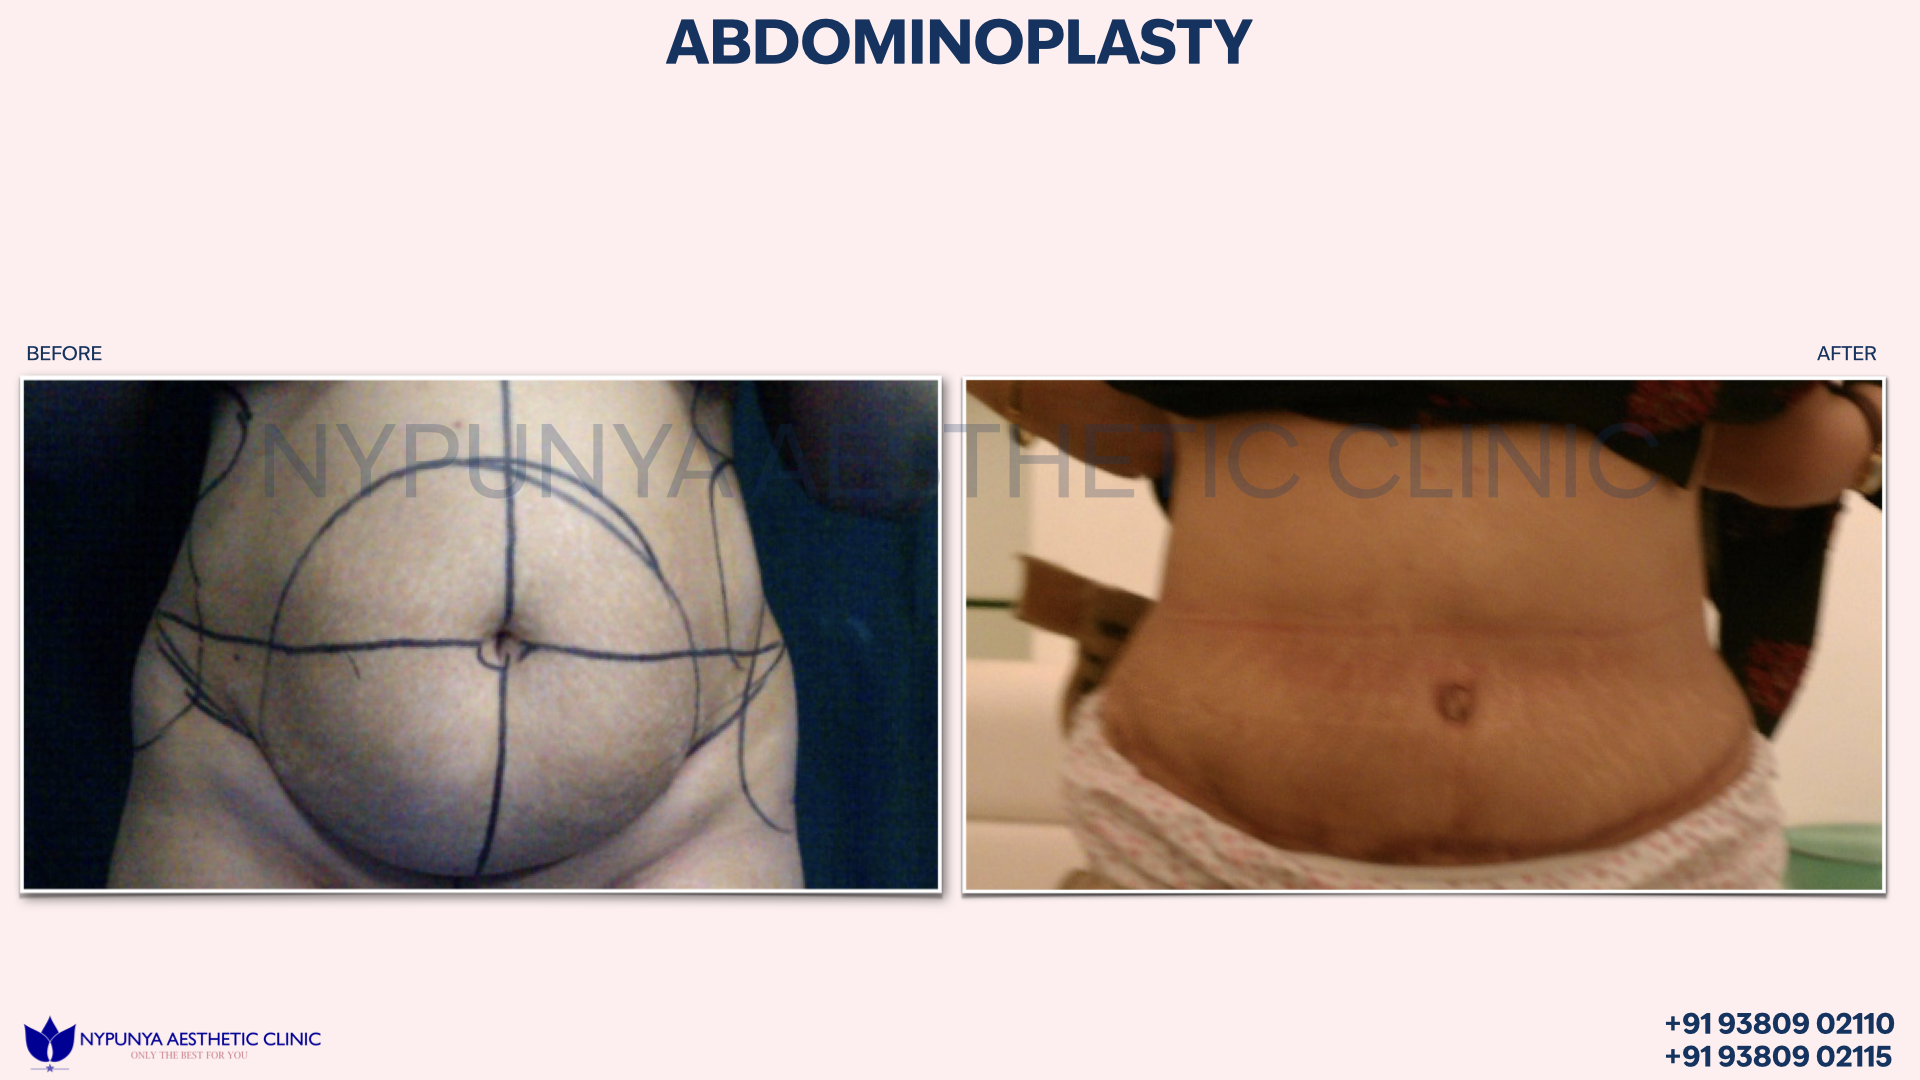 ABDOMINOPLASTY
BEFORE
AFTER
NYPUNYA AESTHETIC CLINIC
NYPUNYA AESTHETIC CLINIC
ONLY THE BEST FOR YOU
+91 93809 02110
+91 93809 02115